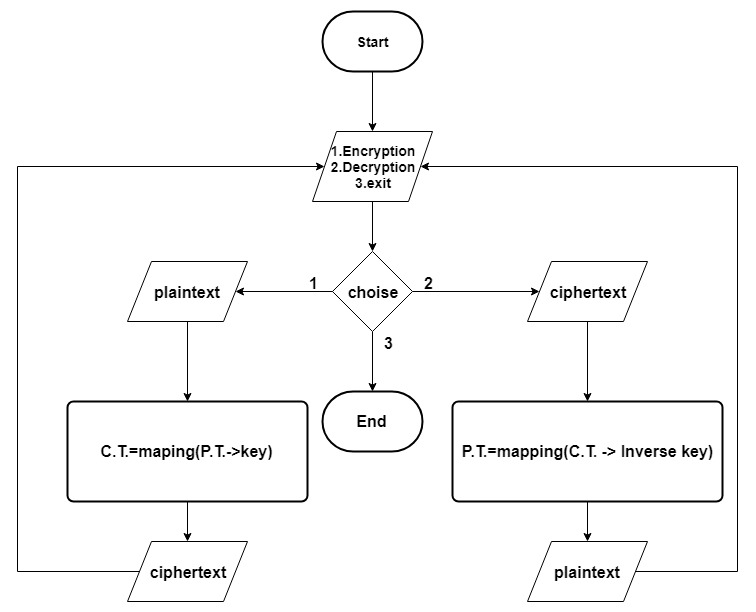 Start
1.Encryption
2.Decryption
3.exit
plaintext
1
choise
2
ciphertext
3
C.T.=maping(P.T.->key)
End
P.T.=mapping(C.T. -> Inverse key)
ciphertext
plaintext